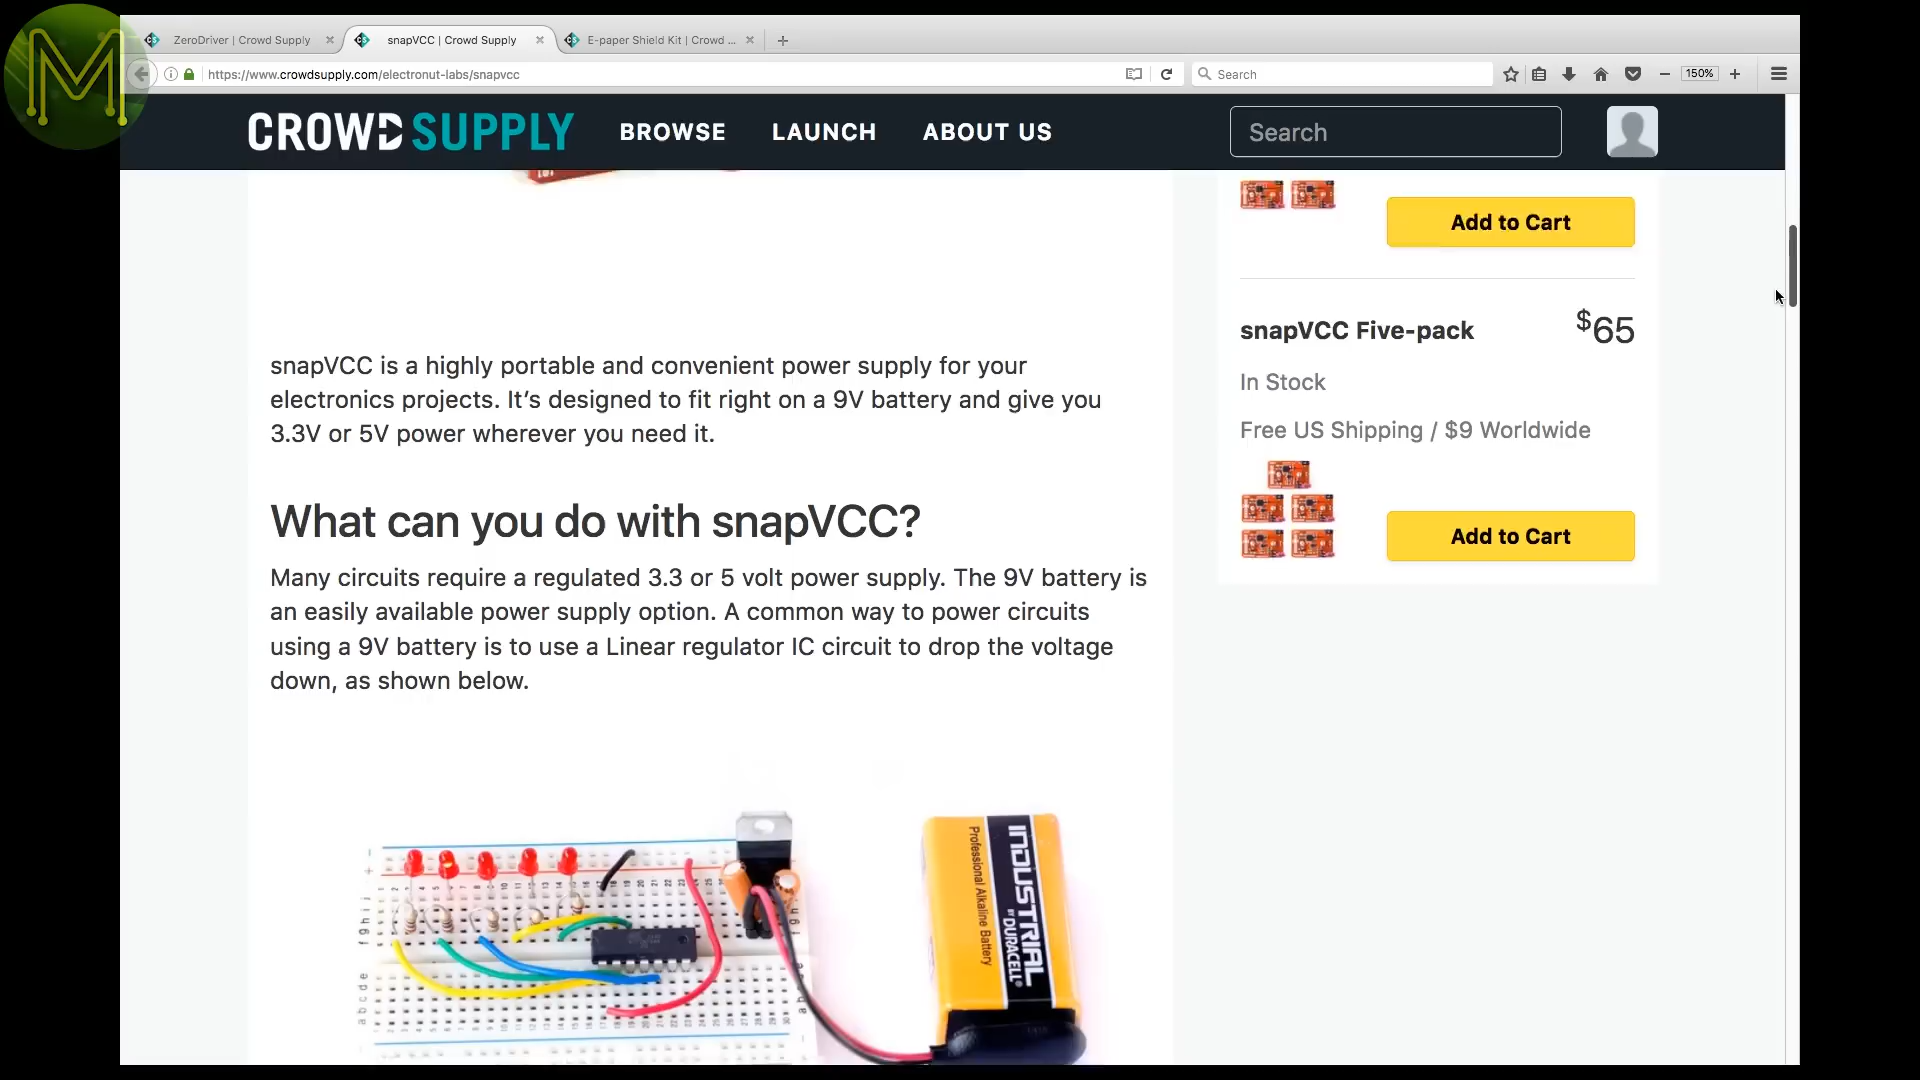 M
ZeroDriver | Crowd Supply
snapVCC | Crowd Supply
E-paper Shield Kit | Crowd ...
https://www.crowdsupply.com/electronut-labs/snapvcc
Search
150%
CROWD SUPPLY
BROWSE
LAUNCH
ABOUT US
Search
Add to Cart
snapVCC Five-pack
$65
In Stock
Free US Shipping / $9 Worldwide
Add to Cart
snapVCC is a highly portable and convenient power supply for your
electronics projects. It’s designed to fit right on a 9V battery and give you
3.3V or 5V power wherever you need it.
What can you do with snapVCC?
Many circuits require a regulated 3.3 or 5 volt power supply. The 9V battery is
an easily available power supply option. A common way to power circuits
using a 9V battery is to use a Linear regulator IC circuit to drop the voltage
down, as shown below.
INDUSTRIAL
BY DURACELL
Professional Alkaline Battery